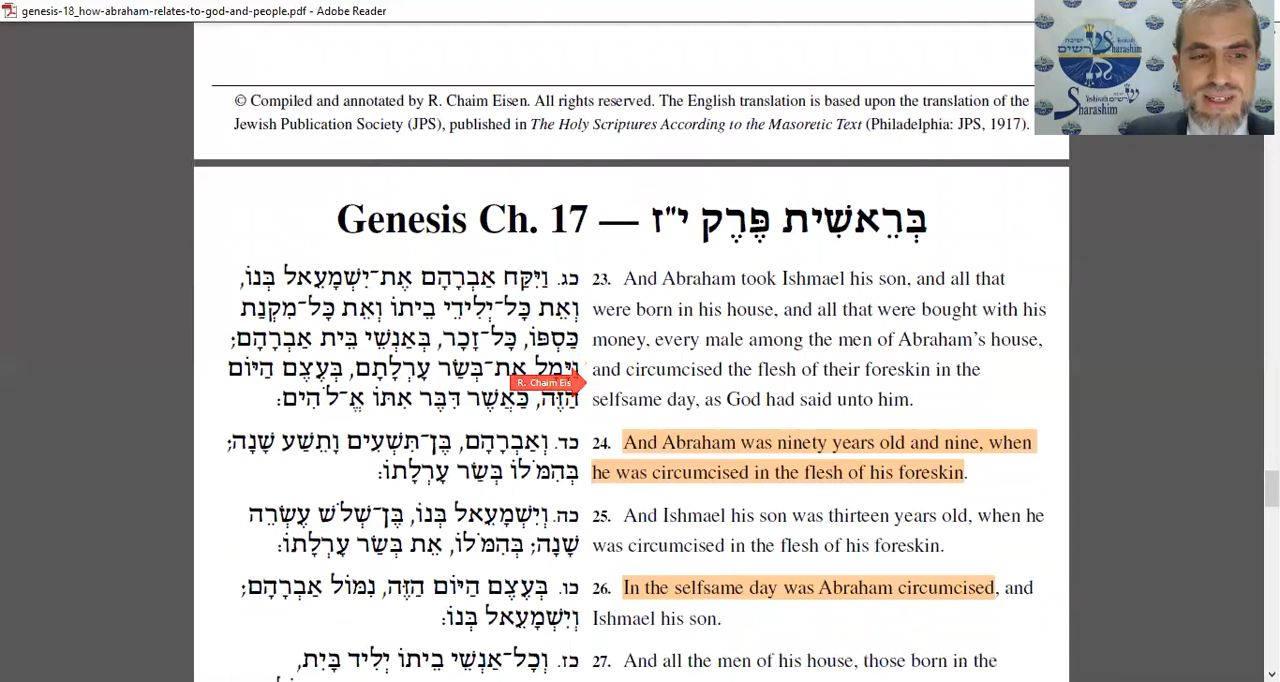 genesis-18_how-abraham-relates-to-god-and-people.pdf - Adobe Reader
ישיבת
שרשים
Yeshivath
Sharashim
© Compiled and annotated by R. Chaim Eisen. All rights reserved. The English translation is based upon the translation of the
Jewish Publication Society (JPS), published in The Holy Scriptures According to the Masoretic Text (Philadelphia: JPS, 1917).
Genesis Ch. 17 — בְּרֵאשִׁית פֶּרֶק י"ז
כג. וַיִּקַּח אַבְרָהָם אֶת־יִשְׁמָעֵאל בְּנוֹ,
וְאֵת כָּל־יְלִידֵי בֵיתוֹ וְאֵת כָּל־מִקְנַת
כַּסְפּוֹ, כָּל־זָכָר, בְּאַנְשֵׁי בֵּית אַבְרָהָם;
וַיָּמָל אֶת־בְּשַׂר עָרְלָתָם, בְּעֶצֶם הַיּוֹם
הַזֶּה, כַּאֲשֶׁר דִּבֶּר אִתּוֹ אֱ־לֹהִים:
R. Chaim Eis
23. And Abraham took Ishmael his son, and all that
were born in his house, and all that were bought with his
money, every male among the men of Abraham’s house,
and circumcised the flesh of their foreskin in the
selfsame day, as God had said unto him.
כד. וְאַבְרָהָם, בֶּן־תִּשְׁעִים וָתֵשַׁע שָׁנָה;
בְּהִמֹּלוֹ בְּשַׂר עָרְלָתוֹ:
24. And Abraham was ninety years old and nine, when
he was circumcised in the flesh of his foreskin.
כה. וְיִשְׁמָעֵאל בְּנוֹ, בֶּן־שְׁלֹשׁ עֶשְׂרֵה
שָׁנָה; בְּהִמֹּלוֹ, אֵת בְּשַׂר עָרְלָתוֹ:
25. And Ishmael his son was thirteen years old, when he
was circumcised in the flesh of his foreskin.
כו. בְּעֶצֶם הַיּוֹם הַזֶּה, נִמּוֹל אַבְרָהָם;
וְיִשְׁמָעֵאל בְּנוֹ:
26. In the selfsame day was Abraham circumcised, and
Ishmael his son.
כז. וְכָל־אַנְשֵׁי בֵיתוֹ יְלִיד בָּיִת,
27. And all the men of his house, those born in the